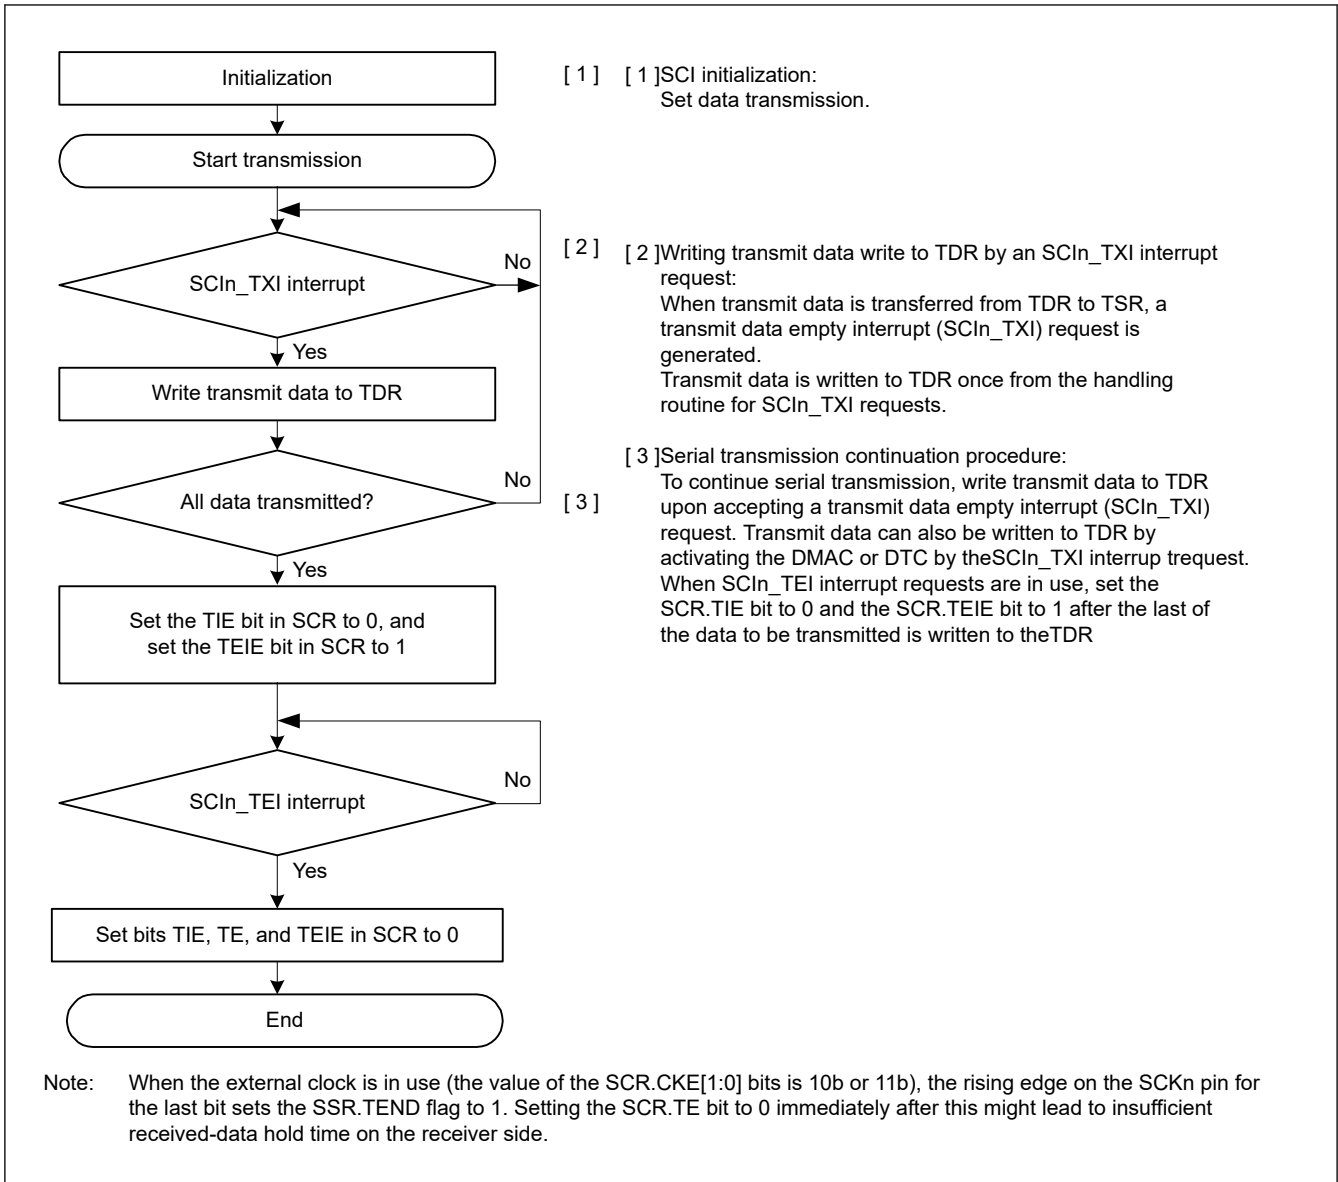 Initialization
[ 1 ]
[ 1 ]SCI initialization:
Set data transmission.
Start transmission
SCIn_TXI interrupt
No
Yes
[ 2 ]
[ 2 ]Writing transmit data write to TDR by an SCIn_TXI interrupt
request:
When transmit data is transferred from TDR to TSR, a
transmit data empty interrupt (SCIn_TXI) request is
generated.
Transmit data is written to TDR once from the handling
routine for SCIn_TXI requests.
Write transmit data to TDR
All data transmitted?
No
Yes
[ 3 ]
[ 3 ]Serial transmission continuation procedure:
To continue serial transmission, write transmit data to TDR
upon accepting a transmit data empty interrupt (SCIn_TXI)
request. Transmit data can also be written to TDR by
activating the DMAC or DTC by theSCIn_TXI interrup trequest.
When SCIn_TEI interrupt requests are in use, set the
SCR.TIE bit to 0 and the SCR.TEIE bit to 1 after the last of
the data to be transmitted is written to theTDR
Set the TIE bit in SCR to 0, and
set the TEIE bit in SCR to 1
SCIn_TEI interrupt
No
Yes
Set bits TIE, TE, and TEIE in SCR to 0
End
Note: When the external clock is in use (the value of the SCR.CKE[1:0] bits is 10b or 11b), the rising edge on the SCKn pin for
the last bit sets the SSR.TEND flag to 1. Setting the SCR.TE bit to 0 immediately after this might lead to insufficient
received-data hold time on the receiver side.